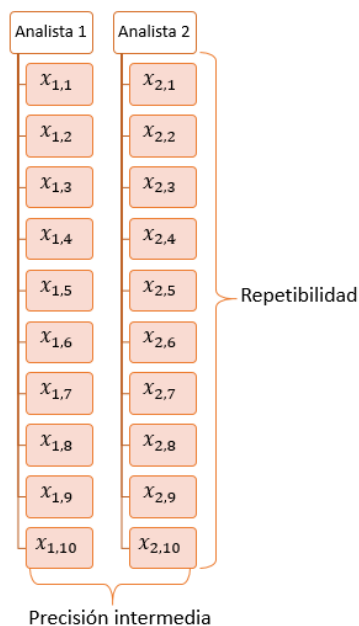 Analista 1 Analista 2
x1,1 x2,1
x1,2 x2,2
x1,3 x2,3
x1,4 x2,4
x1,5 x2,5
Repetibilidad
x1,6 x2,6
x1,7 x2,7
x1,8 x2,8
x1,9 x2,9
x1,10 x2,10
Precisión intermedia